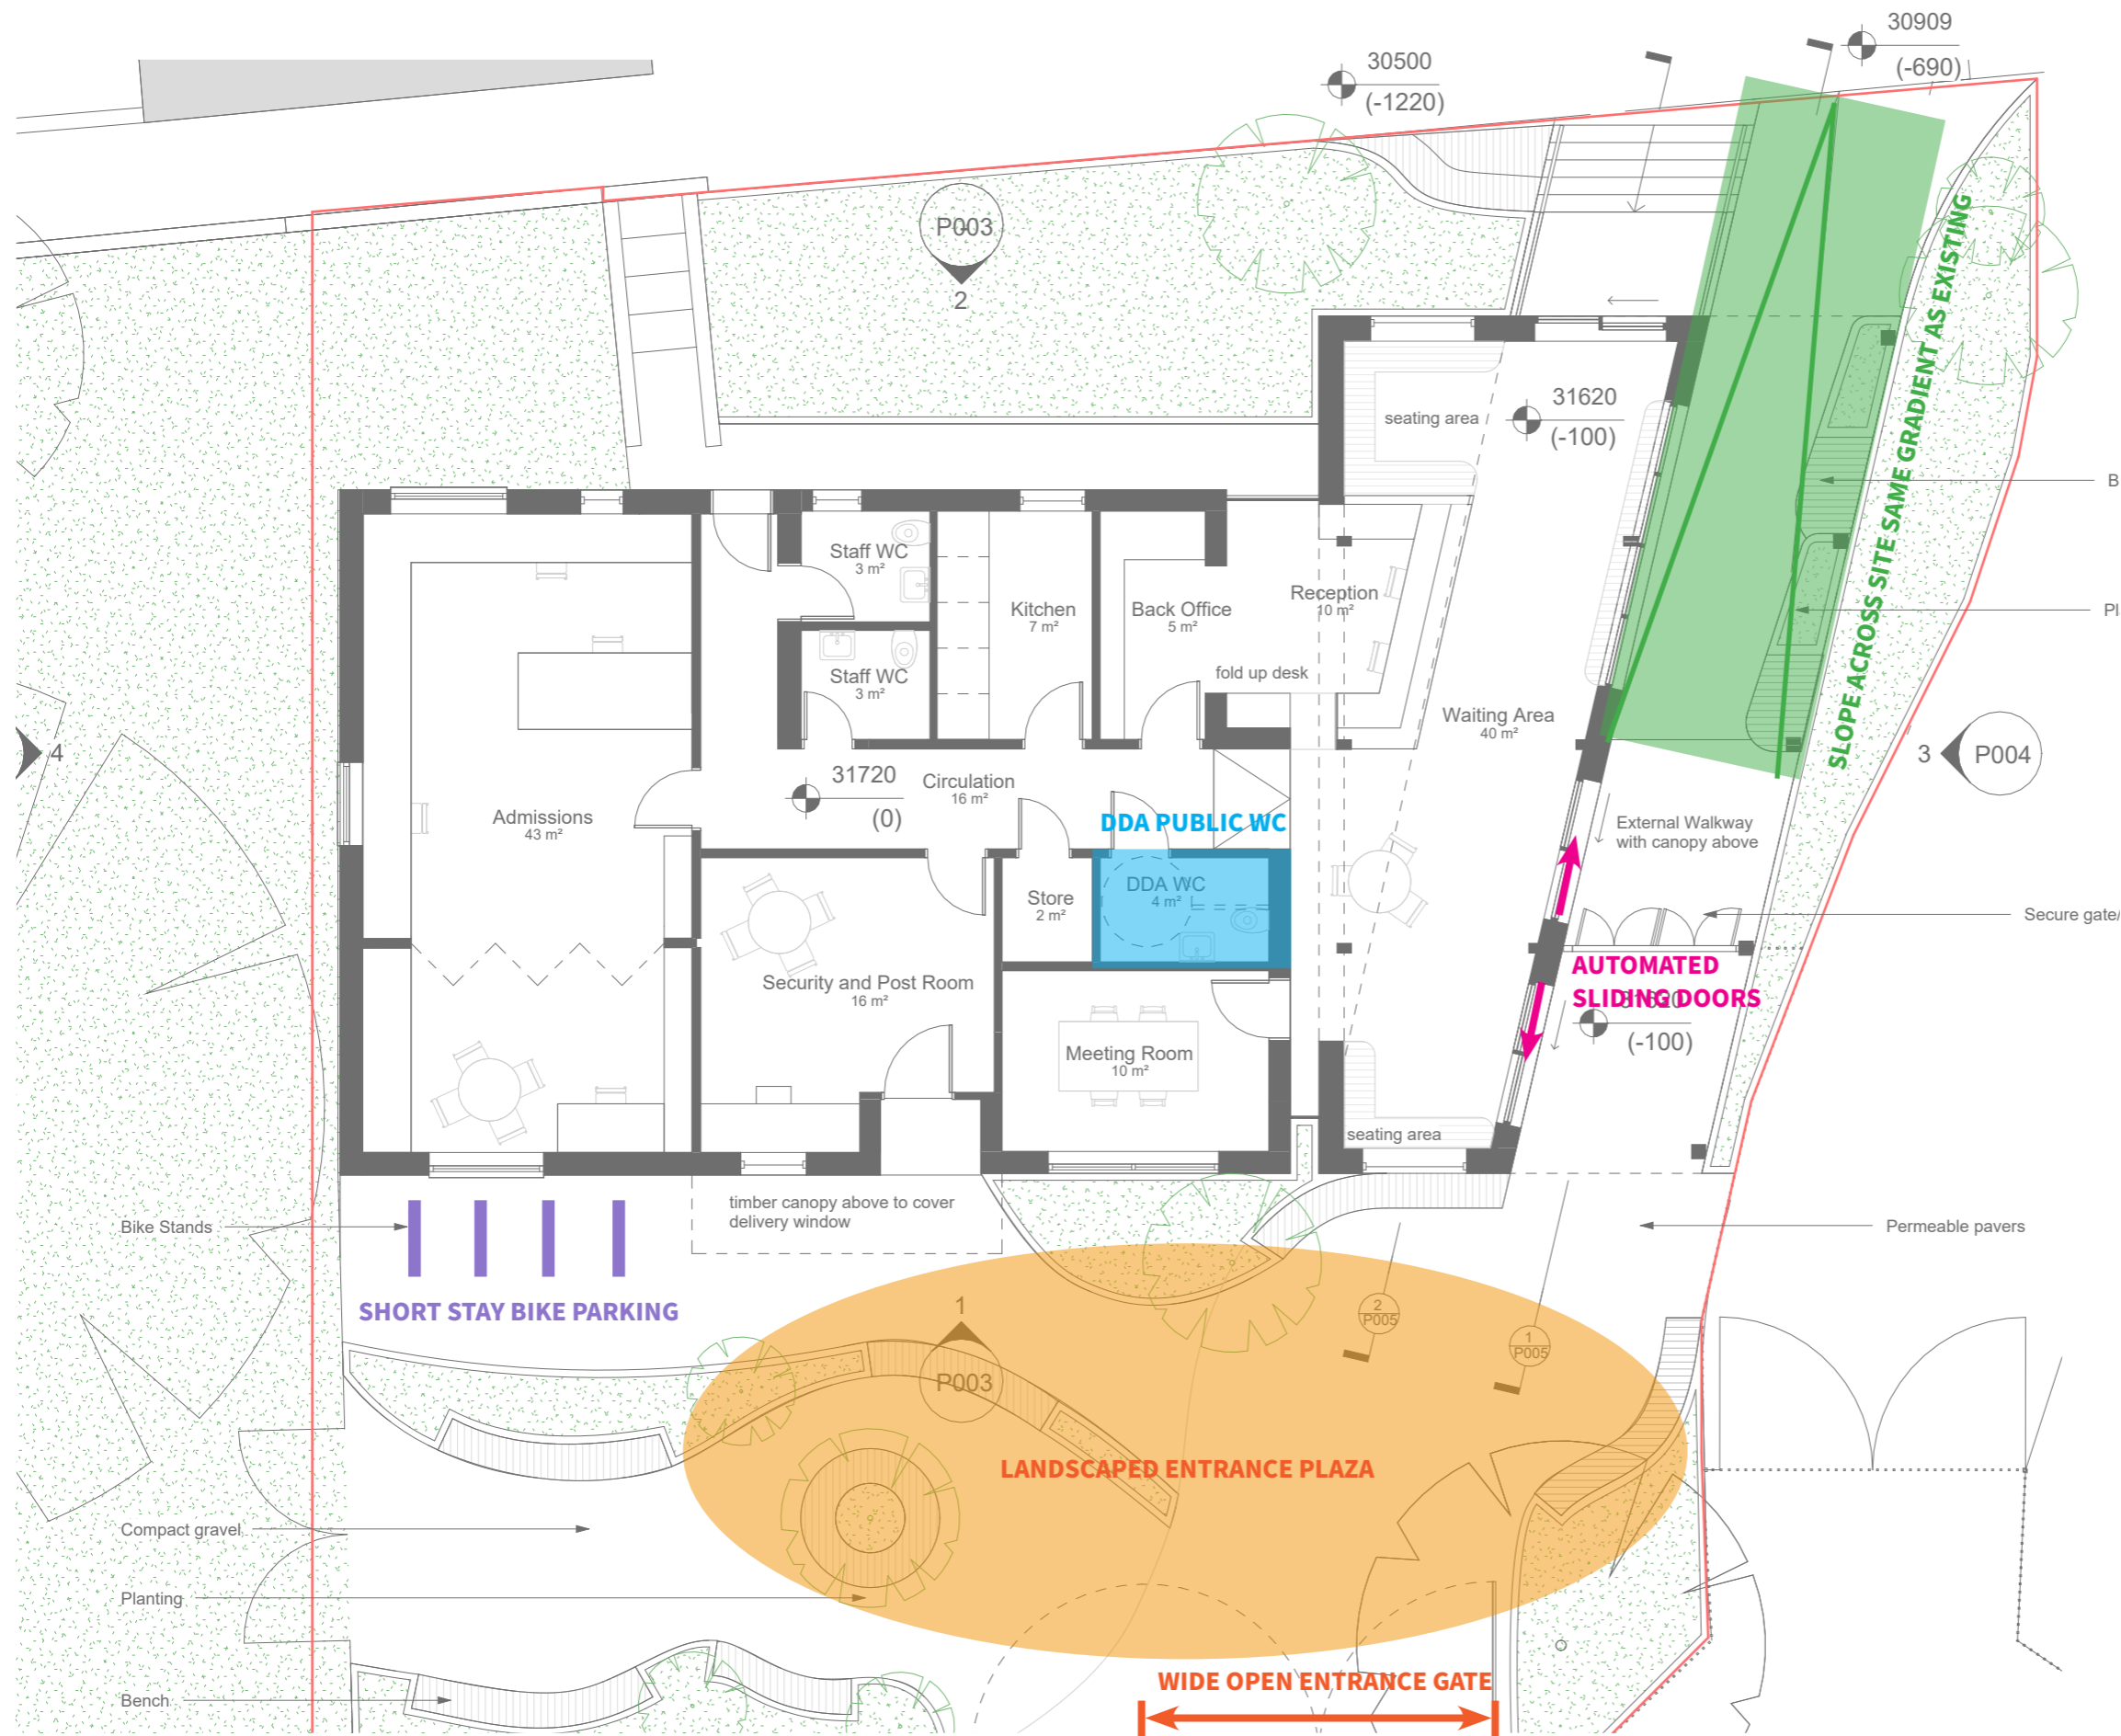 30909
(-690)
30500
(-1220)
P003
2
SLOPE ACROSS SITE SAME GRADIENT AS EXISTING
31620
(-100)
seating area
B
Staff WC
3 m²
Kitchen
7 m²
Back Office
5 m²
Reception
10 m²
Pl
Staff WC
3 m²
fold up desk
Waiting Area
40 m²
4
3
P004
31720
(0)
Circulation
16 m²
Admissions
43 m²
DDA PUBLIC WC
External Walkway
with canopy above
DDA WC
4 m²
Store
2 m²
Secure gate/
AUTOMATED
SLIDING DOORS
(-100)
Security and Post Room
16 m²
Meeting Room
10 m²
seating area
timber canopy above to cover
delivery window
Bike Stands
Permeable pavers
SHORT STAY BIKE PARKING
1
P003
2
P005
1
P005
LANDSCAPED ENTRANCE PLAZA
Compact gravel
Planting
WIDE OPEN ENTRANCE GATE
Bench